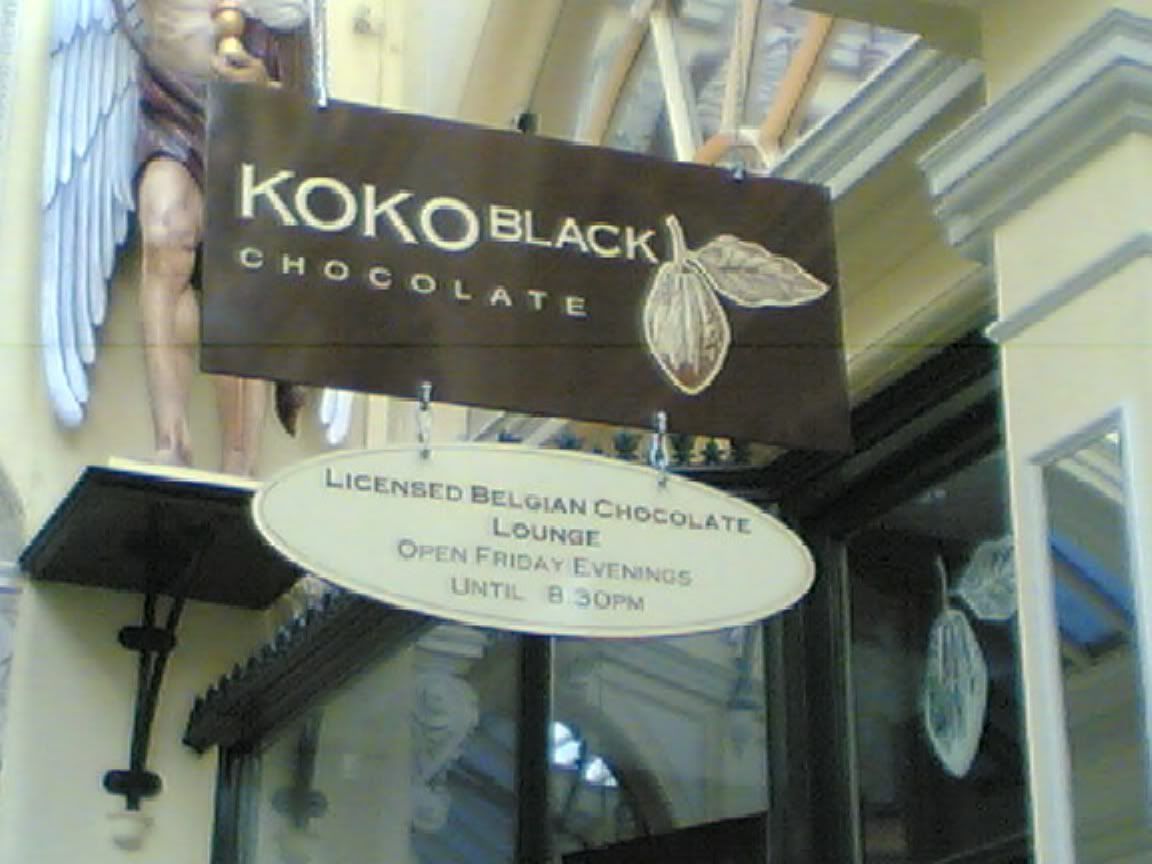 KOKO BLACK
CHOCOLATE
LICENSED BELGIAN CHOCOLATE
LOUNGE
OPEN FRIDAY EVENINGS
UNTIL 8.30PM